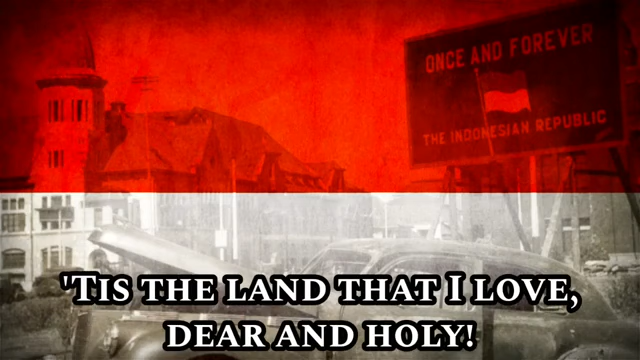 ONCE AND FOREVER
THE INDONESIAN REPUBLIC
'TIS THE LAND THAT I LOVE,
DEAR AND HOLY!